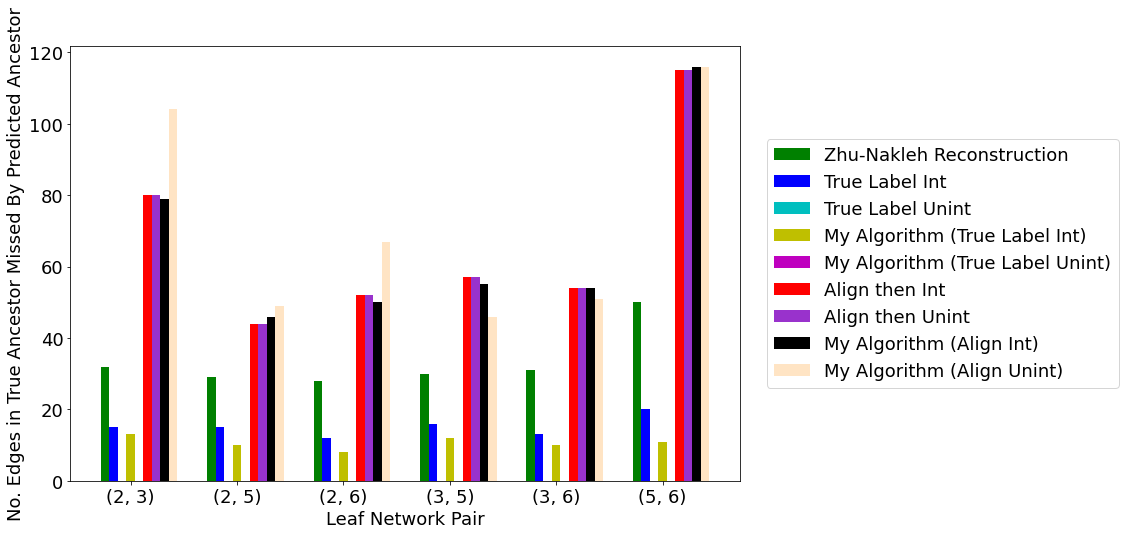 No. Edges in True Ancestor Missed By Predicted Ancestor
120
100
80
60
40
20
0
(2, 3)
(2, 5)
(2, 6)
(3, 5)
(3, 6)
(5, 6)
Leaf Network Pair
Zhu-Nakleh Reconstruction
True Label Int
True Label Unint
My Algorithm (True Label Int)
My Algorithm (True Label Unint)
Align then Int
Align then Unint
My Algorithm (Align Int)
My Algorithm (Align Unint)